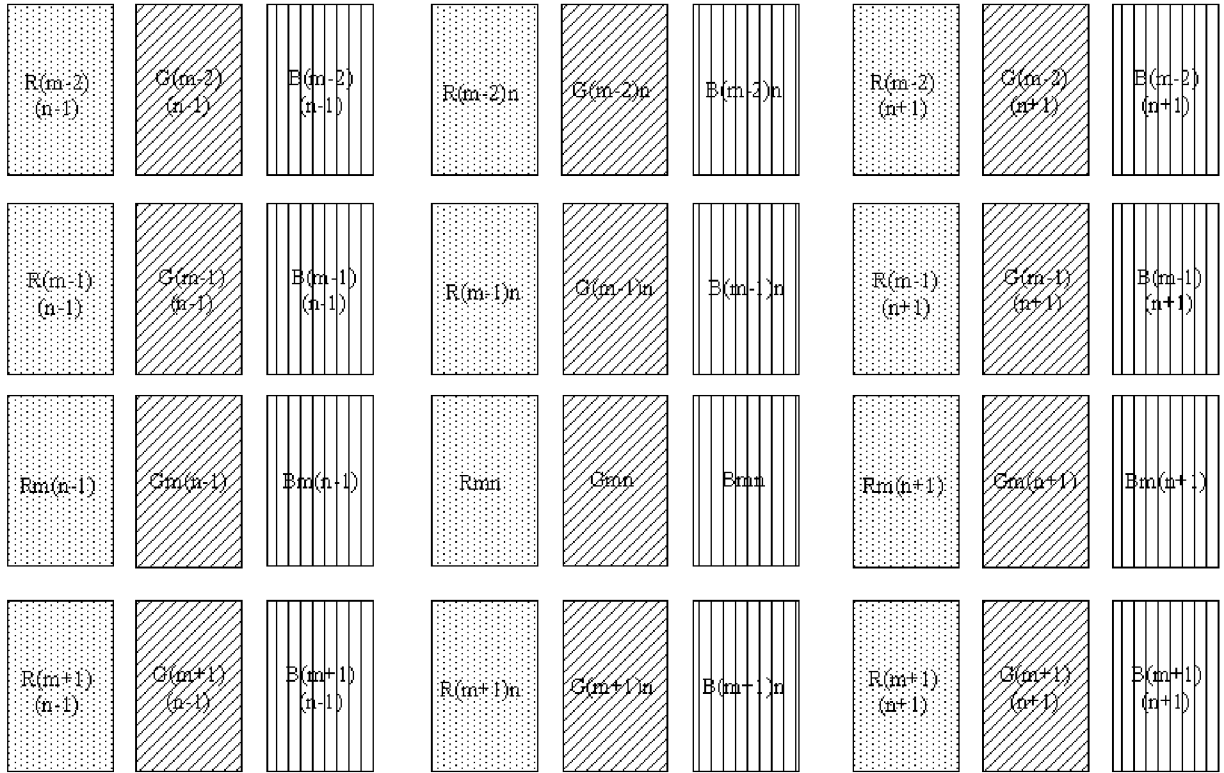 R(m-2)
(n-1)
G(m-2)
(n-1)
B(m-2)
(n-1)
R(m-2)n
G(m-2)n
B(m-2)n
R(m-2)
(n+1)
G(m-2)
(n+1)
B(m-2)
(n+1)
R(m-1)
(n-1)
G(m-1)
(n-1)
B(m-1)
(n-1)
R(m-1)n
G(m-1)n
B(m-1)n
R(m-1)
(n+1)
G(m-1)
(n+1)
B(m-1)
(n+1)
Rm(n-1)
Gm(n-1)
Bm(n-1)
Rmn
Gmn
Bmn
Rm(n+1)
Gm(n+1)
Bm(n+1)
R(m+1)
(n-1)
G(m+1)
(n-1)
B(m+1)
(n-1)
R(m+1)n
G(m+1)n
B(m+1)n
R(m+1)
(n+1)
G(m+1)
(n+1)
B(m+1)
(n+1)